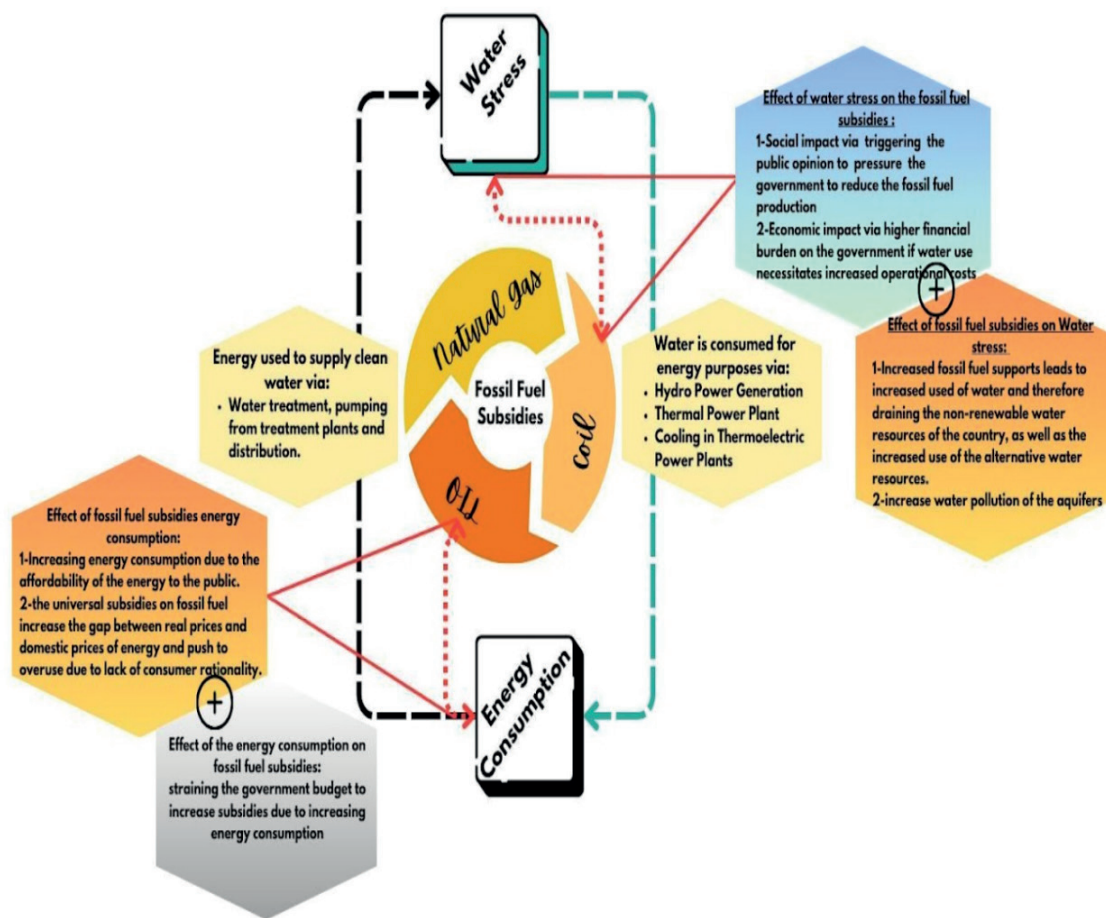 Water
Stress
Effect of water stress on the fossil fuel
subsidies :
1-Social impact via triggering the
public opinion to pressure the
government to reduce the fossil fuel
production
2-Economic impact via higher financial
burden on the government if water use
necessitates increased operational costs
+
Effect of fossil fuel subsidies on Water
stress:
1-Increased fossil fuel supports leads to
increased used of water and therefore
draining the non-renewable water
resources of the country, as well as the
increased use of the alternative water
resources.
2-increase water pollution of the aquifers
Natural gas
Coil
OIL
Fossil Fuel
Subsidies
Energy used to supply clean
water via:
• Water treatment, pumping
from treatment plants and
distribution.
Water is consumed for
energy purposes via:
• Hydro Power Generation
• Thermal Power Plant
• Cooling in Thermoelectric
Power Plants
Effect of fossil fuel subsidies energy
consumption:
1-Increasing energy consumption due to the
affordability of the energy to the public.
2-the universal subsidies on fossil fuel
increase the gap between real prices and
domestic prices of energy and push to
overuse due to lack of consumer rationality.
+
Effect of the energy consumption on
fossil fuel subsidies:
straining the government budget to
increase subsidies due to increasing
energy consumption
Energy
Consumption